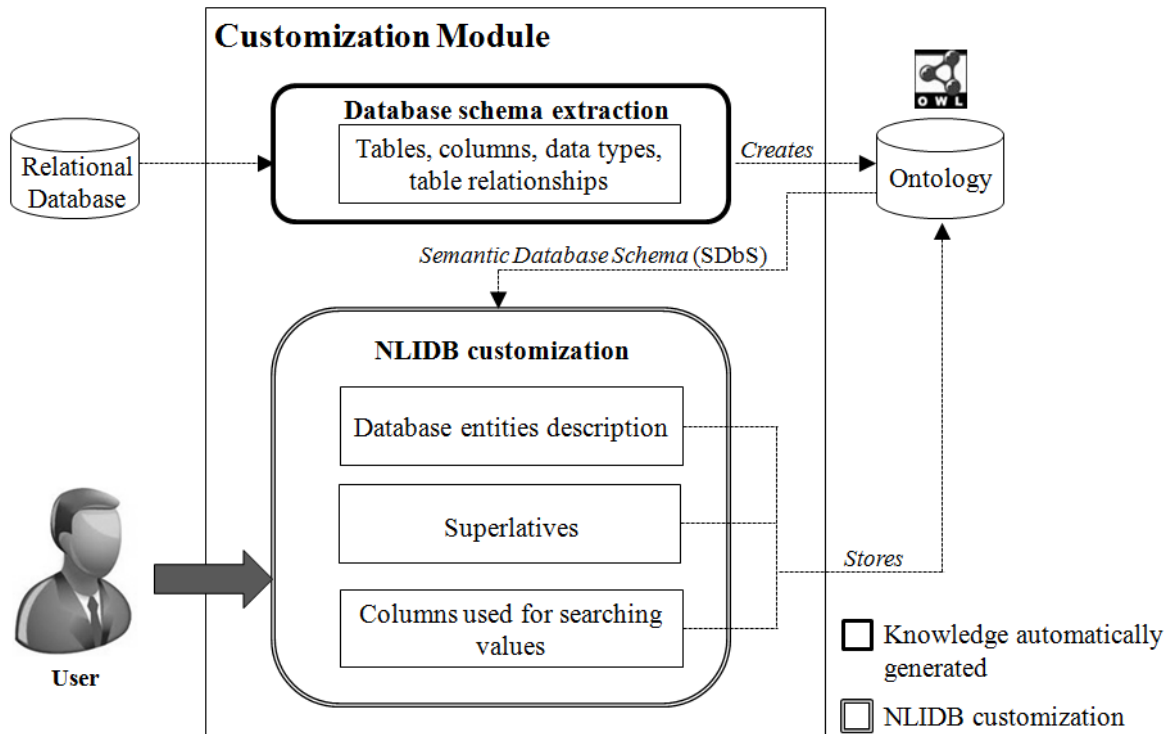 Customization Module
Database schema extraction
Tables, columns, data types,
table relationships
Relational
Database
Creates
OWL
Ontology
Semantic Database Schema (SDbS)
NLIDB customization
Database entities description
Superlatives
Columns used for searching
values
Stores
User
Knowledge automatically
generated
NLIDB customization